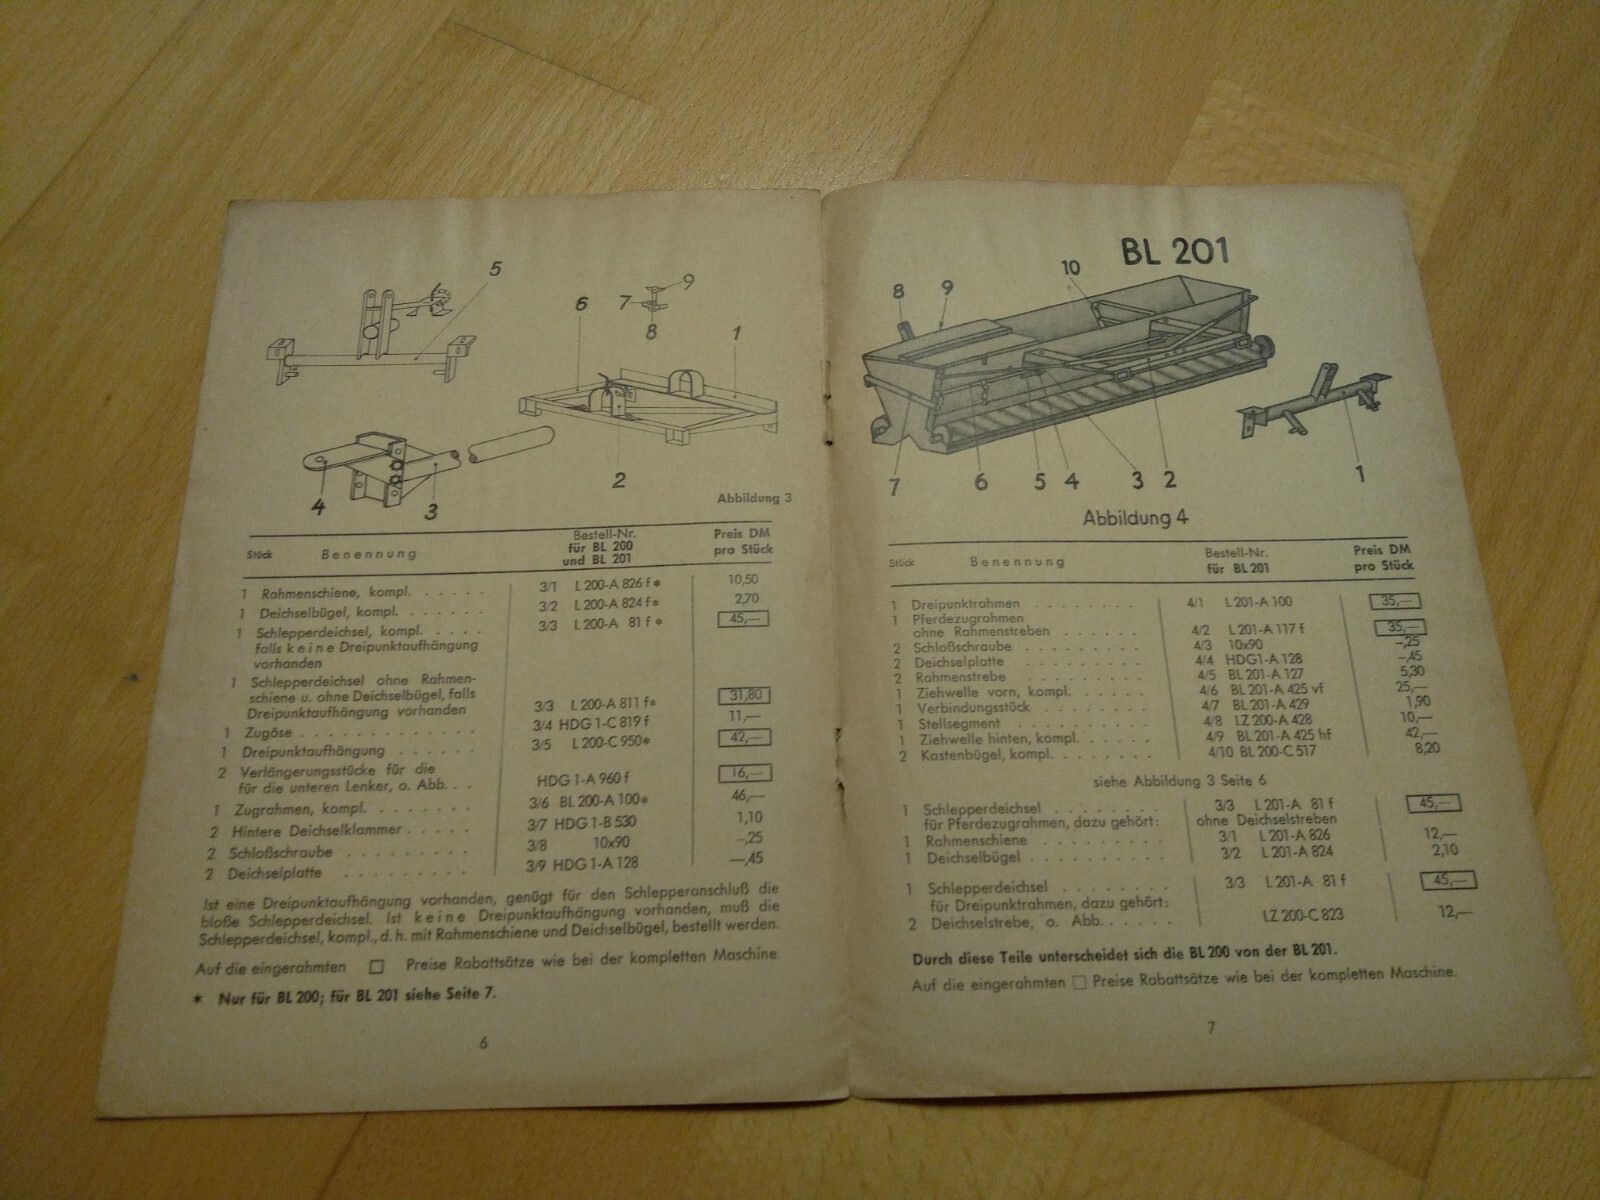 5
9
6
7
8
1
2
4
3
Abbildung 3
Stück Benennung Bestell-Nr. für BL 200 und BL 201 Preis DM pro Stück
1 Rahmenschiene, kompl. . . . . . 3/1 L 200-A 826 f* 10,50
1 Deichselbügel, kompl. . . . . . . 3/2 L 200-A 824 f* 2,70
1 Schlepperdeichsel, kompl. . . . . 3/3 L 200-A 81 f* 45,—
falls keine Dreipunktaufhängung
vorhanden
1 Schlepperdeichsel ohne Rahmen-
schiene u. ohne Deichselbügel, falls
Dreipunktaufhängung vorhanden 3/3 L 200-A 811 f* 31,80
1 Zugöse . . . . . . . . . . . . . 3/4 HDG 1-C 819 f 11,—
1 Dreipunktaufhängung . . . . . . 3/5 L 200-C 950* 42,—
2 Verlängerungsstücke für die
für die unteren Lenker, o. Abb. . . HDG 1-A 960 f 16,—
1 Zugrahmen, kompl. . . . . . . . 3/6 BL 200-A 100* 46,—
2 Hintere Deichselklammer . . . . . 3/7 HDG 1-B 530 1,10
2 Schloßschraube . . . . . . . . . 3/8 10x90 –,25
2 Deichselplatte . . . . . . . . . 3/9 HDG 1-A 128 —,45
Ist eine Dreipunktaufhängung vorhanden, genügt für den Schlepperanschluß die
bloße Schlepperdeichsel. Ist keine Dreipunktaufhängung vorhanden, muß die
Schlepperdeichsel, kompl., d. h. mit Rahmenschiene und Deichselbügel, bestellt werden.
Auf die eingerahmten □ Preise Rabattsätze wie bei der kompletten Maschine.
* Nur für BL 200; für BL 201 siehe Seite 7.
6
BL 201
10
8 9
7 6 5 4 3 2 1
Abbildung 4
Stück Benennung Bestell-Nr. für BL 201 Preis DM pro Stück
1 Dreipunktrahmen . . . . . . . . 4/1 L 201-A 100 35,—
1 Pferdezugrahmen
ohne Rahmenstreben . . . . . . 4/2 L 201-A 117 f 35,—
2 Schloßschraube . . . . . . . . . 4/3 10x90 –,25
2 Deichselplatte . . . . . . . . . 4/4 HDG1-A 128 –,45
2 Rahmenstrebe . . . . . . . . . 4/5 BL 201-A 127 5,30
1 Ziehwelle vorn, kompl. . . . . . . 4/6 BL 201-A 425 vf 25,—
1 Verbindungsstück . . . . . . . . 4/7 BL 201-A 429 1,90
1 Stellsegment . . . . . . . . . . 4/8 LZ 200-A 428 10,—
1 Ziehwelle hinten, kompl. . . . . . 4/9 BL 201-A 425 hf 42,—
2 Kastenbügel, kompl. . . . . . . . 4/10 BL 200-C 517 8,20
siehe Abbildung 3 Seite 6
1 Schlepperdeichsel . . . . . . . . 3/3 L 201-A 81 f 45,—
für Pferdezugrahmen, dazu gehört: ohne Deichselstreben
1 Rahmenschiene . . . . . . . . . 3/1 L 201-A 826 12,—
1 Deichselbügel . . . . . . . . . . 3/2 L 201-A 824 2,10
1 Schlepperdeichsel . . . . . . . . 3/3 L 201-A 81 f 45,—
für Dreipunktrahmen, dazu gehört:
2 Deichselstrebe, o. Abb. . . . . . LZ 200-C 823 12,—
Durch diese Teile unterscheidet sich die BL 200 von der BL 201.
Auf die eingerahmten □ Preise Rabattsätze wie bei der kompletten Maschine.
7